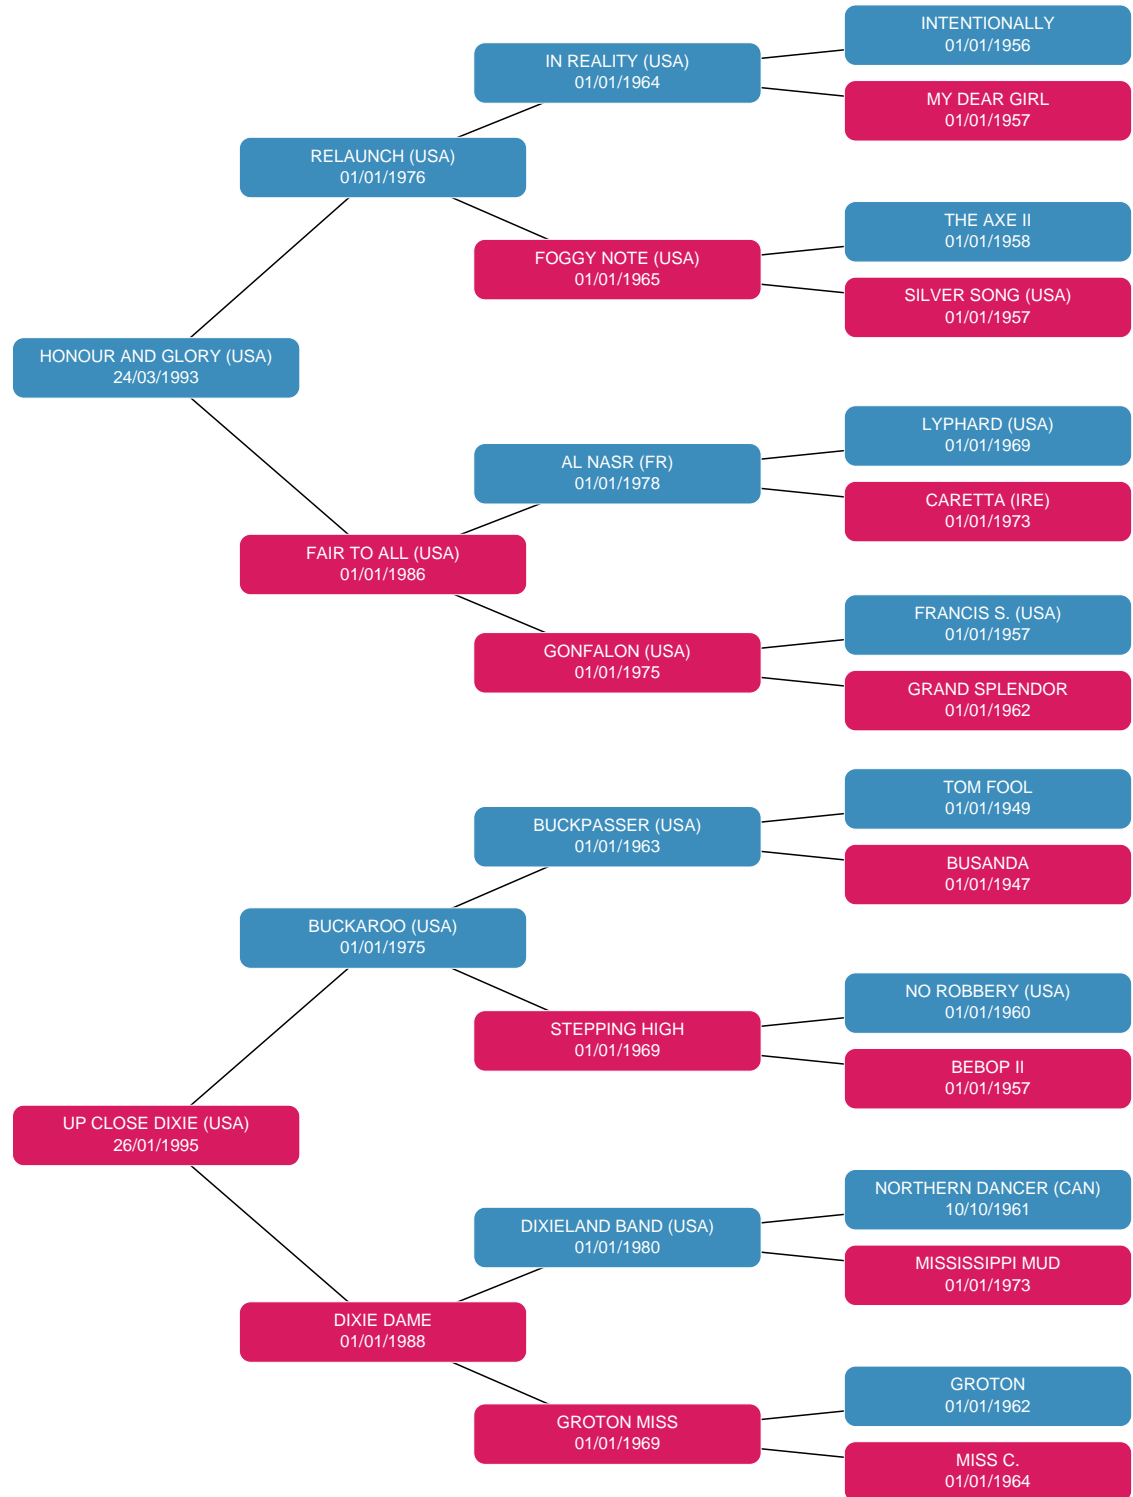 INTENTIONALLY
01/01/1956
IN REALITY (USA)
01/01/1964
MY DEAR GIRL
01/01/1957
RELAUNCH (USA)
01/01/1976
THE AXE II
01/01/1958
FOGGY NOTE (USA)
01/01/1965
SILVER SONG (USA)
01/01/1957
HONOUR AND GLORY (USA)
24/03/1993
LYPHARD (USA)
01/01/1969
AL NASR (FR)
01/01/1978
CARETTA (IRE)
01/01/1973
FAIR TO ALL (USA)
01/01/1986
FRANCIS S. (USA)
01/01/1957
GONFALON (USA)
01/01/1975
GRAND SPLENDOR
01/01/1962
TOM FOOL
01/01/1949
BUCKPASSER (USA)
01/01/1963
BUSANDA
01/01/1947
BUCKAROO (USA)
01/01/1975
NO ROBBERY (USA)
01/01/1960
STEPPING HIGH
01/01/1969
BEBOP II
01/01/1957
UP CLOSE DIXIE (USA)
26/01/1995
NORTHERN DANCER (CAN)
10/10/1961
DIXIELAND BAND (USA)
01/01/1980
MISSISSIPPI MUD
01/01/1973
DIXIE DAME
01/01/1988
GROTON
01/01/1962
GROTON MISS
01/01/1969
MISS C.
01/01/1964